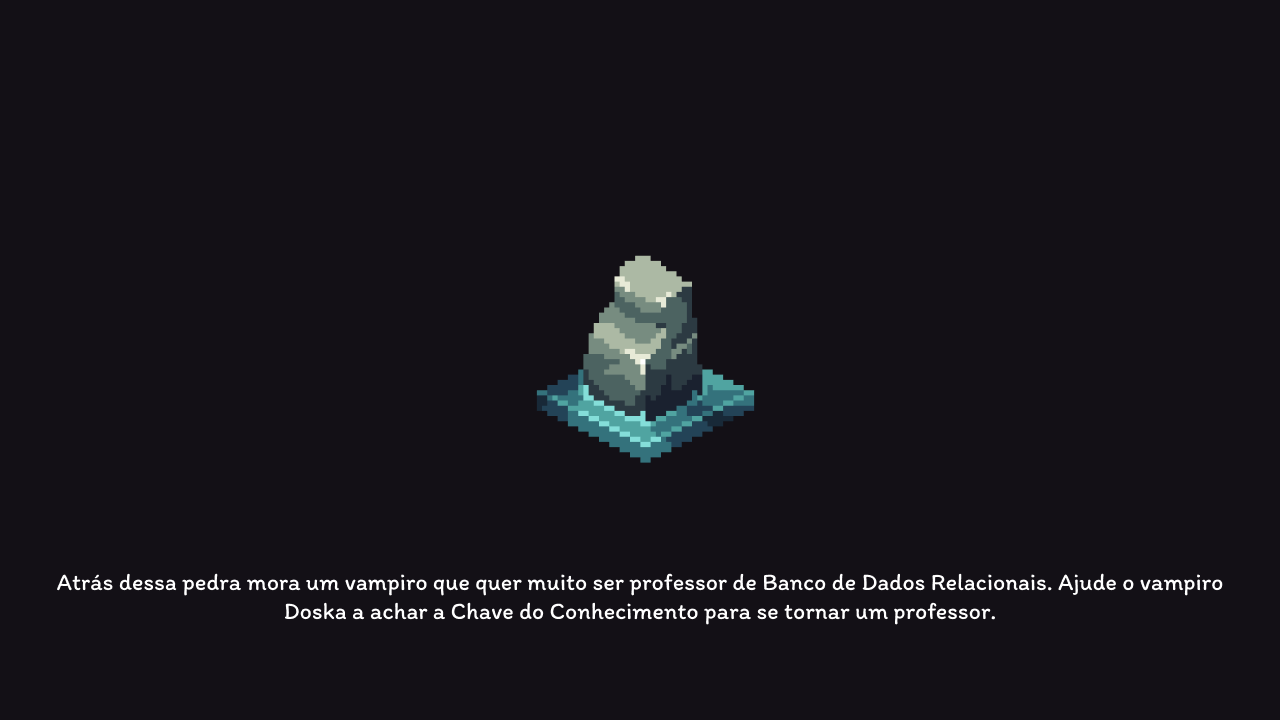 Atrás dessa pedra mora um vampiro que quer muito ser professor de Banco de Dados Relacionais. Ajude o vampiro
Doska a achar a Chave do Conhecimento para se tornar um professor.